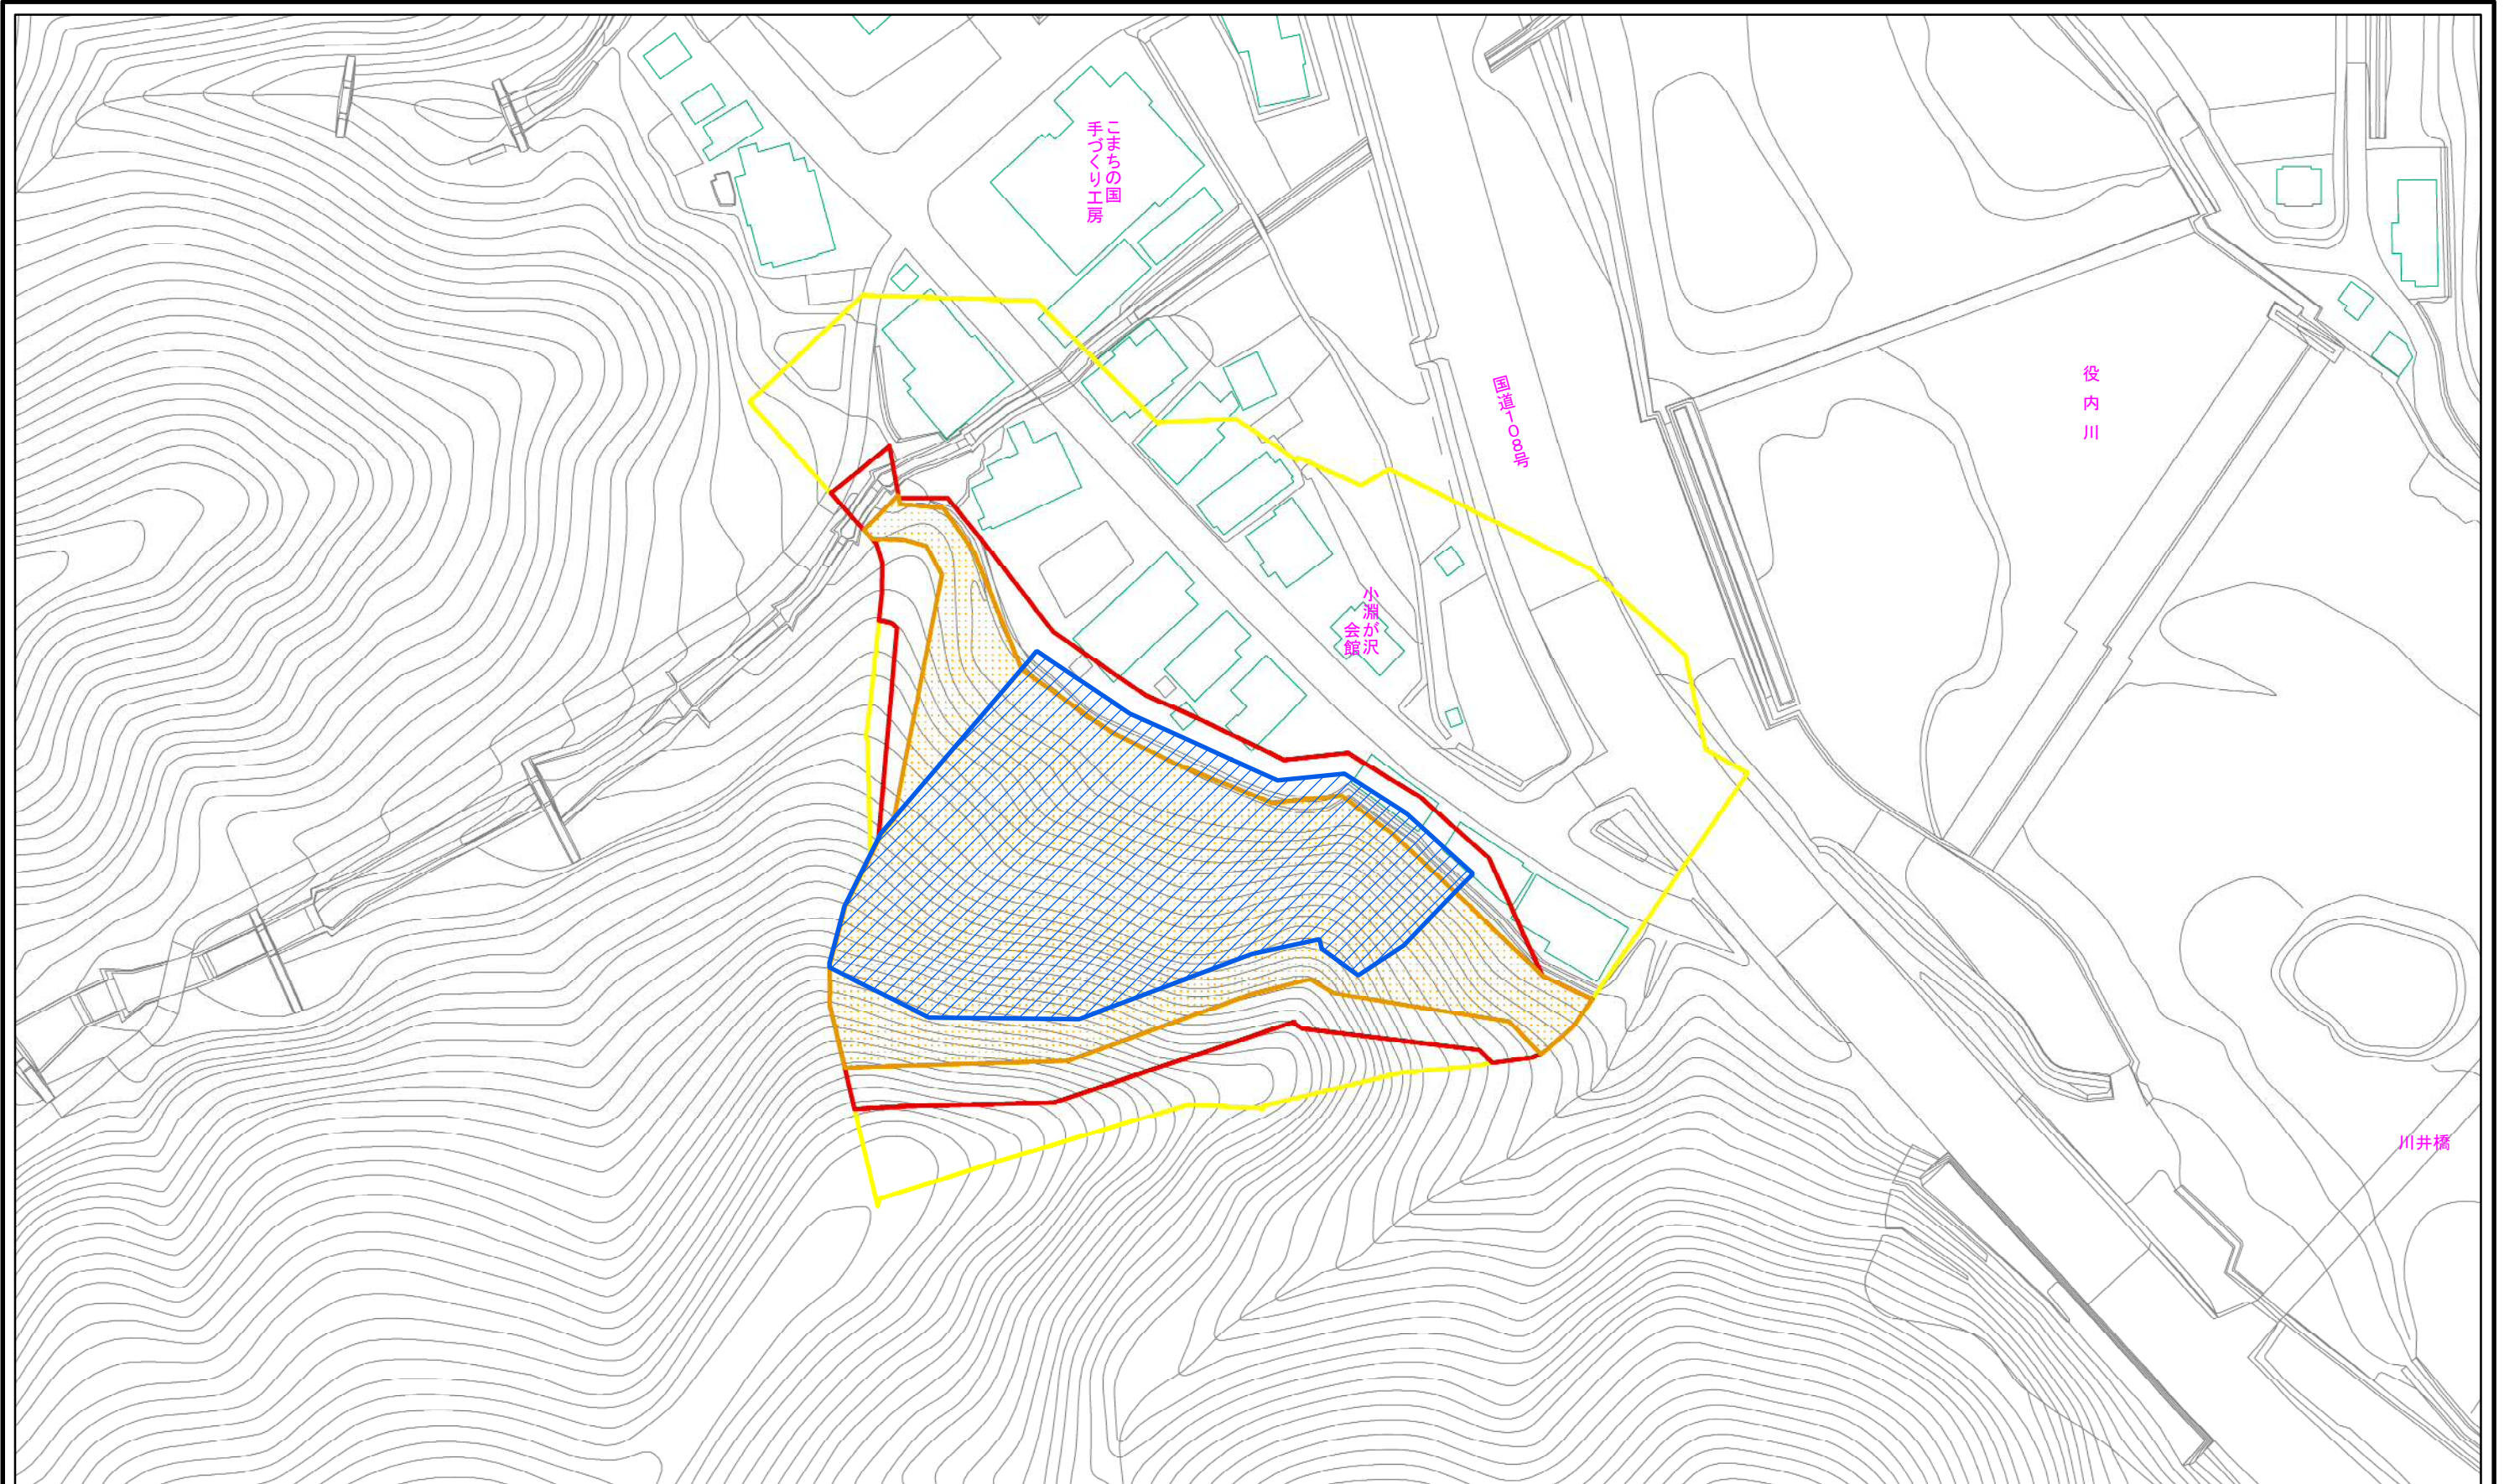 こまちの国
手づくり工房
国道108号
役内川
小淵が沢
会館
川井橋